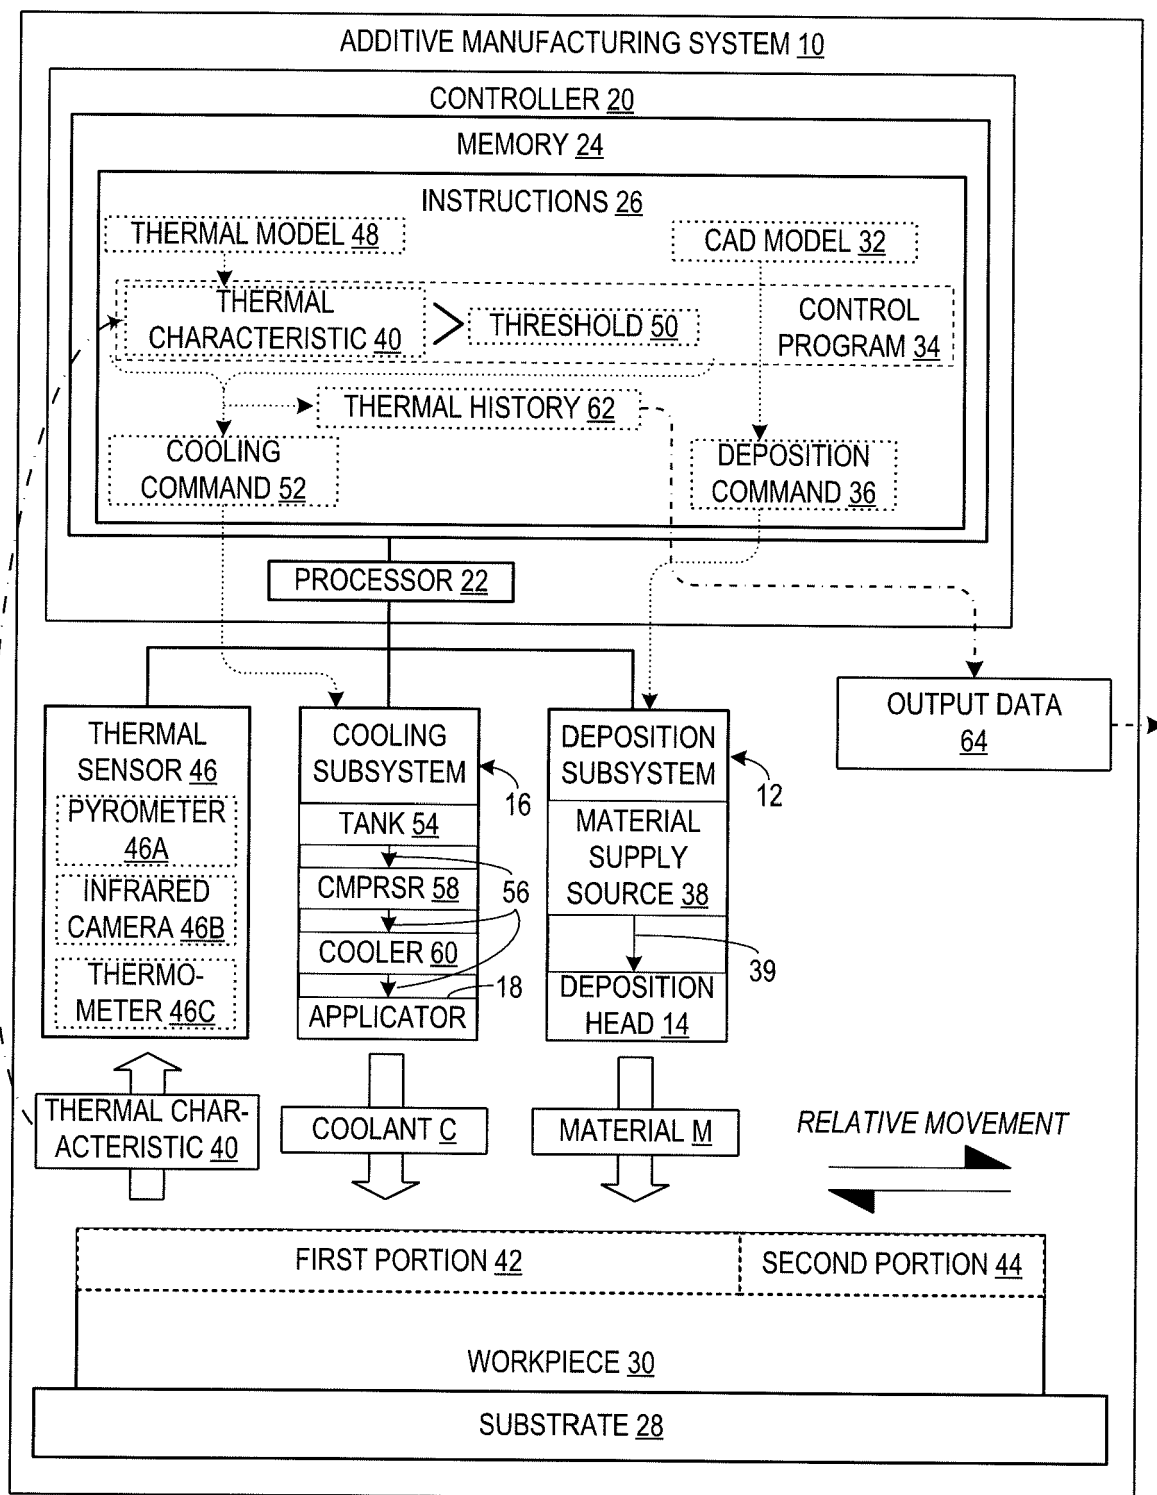 ADDITIVE MANUFACTURING SYSTEM 10
CONTROLLER 20
MEMORY 24
INSTRUCTIONS 26
THERMAL MODEL 48
CAD MODEL 32
THERMAL
CHARACTERISTIC 40
>
THRESHOLD 50
CONTROL
PROGRAM 34
THERMAL HISTORY 62
COOLING
COMMAND 52
DEPOSITION
COMMAND 36
PROCESSOR 22
THERMAL
SENSOR 46
PYROMETER
46A
INFRARED
CAMERA 46B
THERMO-
METER 46C
COOLING
SUBSYSTEM
16
TANK 54
CMPRSR 58
56
COOLER 60
18
APPLICATOR
DEPOSITION
SUBSYSTEM
12
MATERIAL
SUPPLY
SOURCE 38
39
DEPOSITION
HEAD 14
OUTPUT DATA
64
THERMAL CHAR-
ACTERISTIC 40
COOLANT C
MATERIAL M
RELATIVE MOVEMENT
FIRST PORTION 42
SECOND PORTION 44
WORKPIECE 30
SUBSTRATE 28